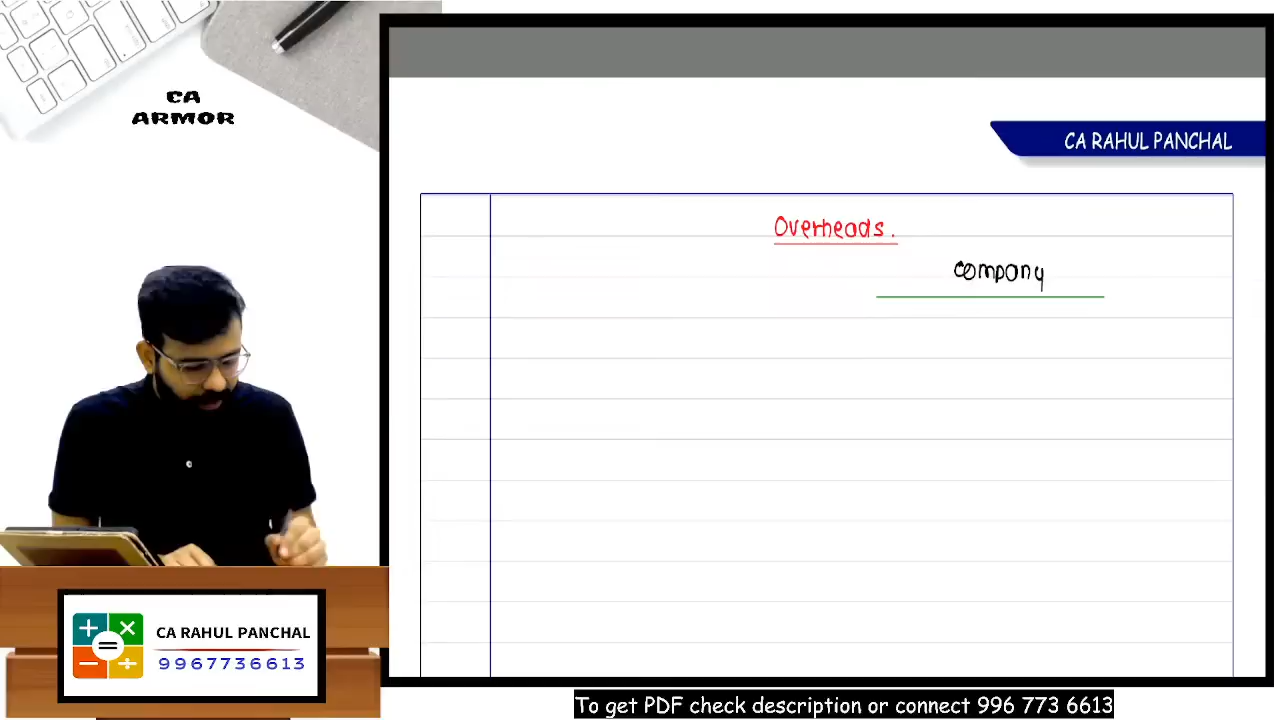 CA
ARMOR
CA RAHUL PANCHAL
Overheads.
company
CA RAHUL PANCHAL
9967736613
To get PDF check description or connect 996 773 6613